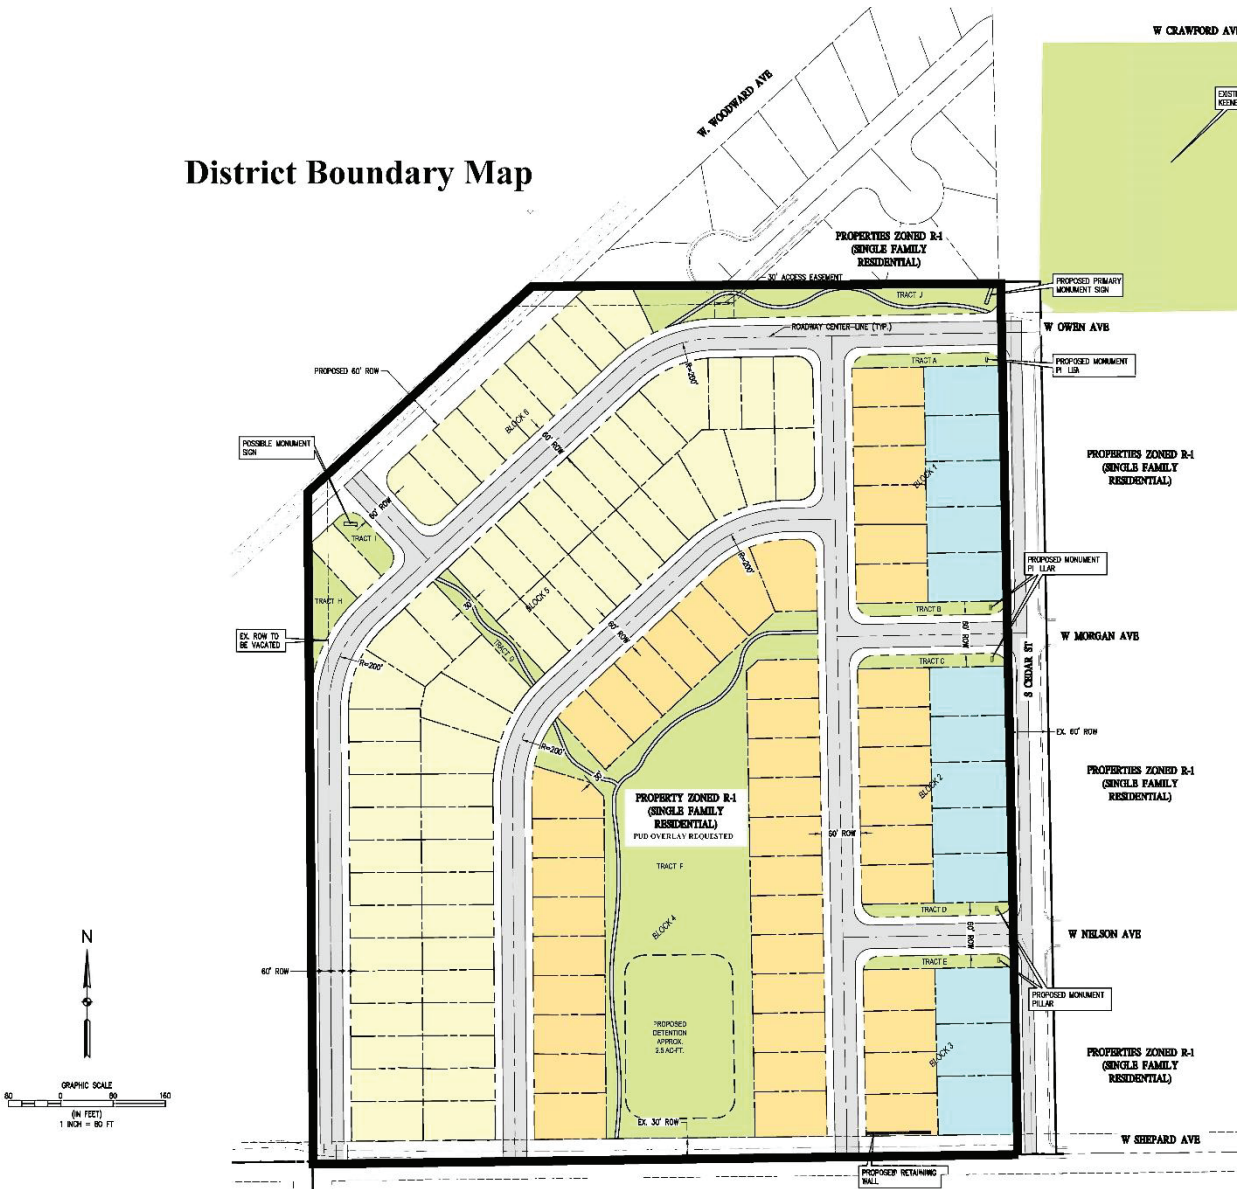 W CRAWFORD AVE
W. WOODWARD AVE
District Boundary Map
PROPERTIES ZONED R-1
(SINGLE FAMILY
RESIDENTIAL)
30' ACCESS EASEMENT
TRACT J
PROPOSED PRIMARY
MONUMENT SIGN
ROADWAY CENTER-LINE (TYP.)
W OWEN AVE
TRACT A
PROPOSED MONUMENT
PROPOSED 60' ROW
R=200'
BLOCK 6
60' ROW
POSSIBLE MONUMENT
SIGN
60' ROW
TRACT I
BLOCK 1
PROPERTIES ZONED R-1
(SINGLE FAMILY
RESIDENTIAL)
R=200'
PROPOSED MONUMENT
PI LLAR
TRACT H
30'
BLOCK 5
TRACT B
60' ROW
60' ROW
W MORGAN AVE
EX. ROW TO
BE VACATED
TRACT G
R=200'
TRACT C
S CEDAR ST
R=200'
EX. 60' ROW
PROPERTIES ZONED R-1
(SINGLE FAMILY
RESIDENTIAL)
BLOCK 2
PROPERTY ZONED R-1
(SINGLE FAMILY
RESIDENTIAL)
PUD OVERLAY REQUESTED
60' ROW
TRACT F
TRACT D
BLOCK 4
60' ROW
W NELSON AVE
TRACT E
60' ROW
PROPOSED MONUMENT
PILLAR
N
PROPOSED
DETENTION
APPROX.
BLOCK 3
PROPERTIES ZONED R-1
(SINGLE FAMILY
RESIDENTIAL)
GRAPHIC SCALE
80 0 80 160
(IN FEET)
1 INCH = 80 FT
EX. 30' ROW
W SHEPARD AVE
PROPOSED RETAINING
WALL